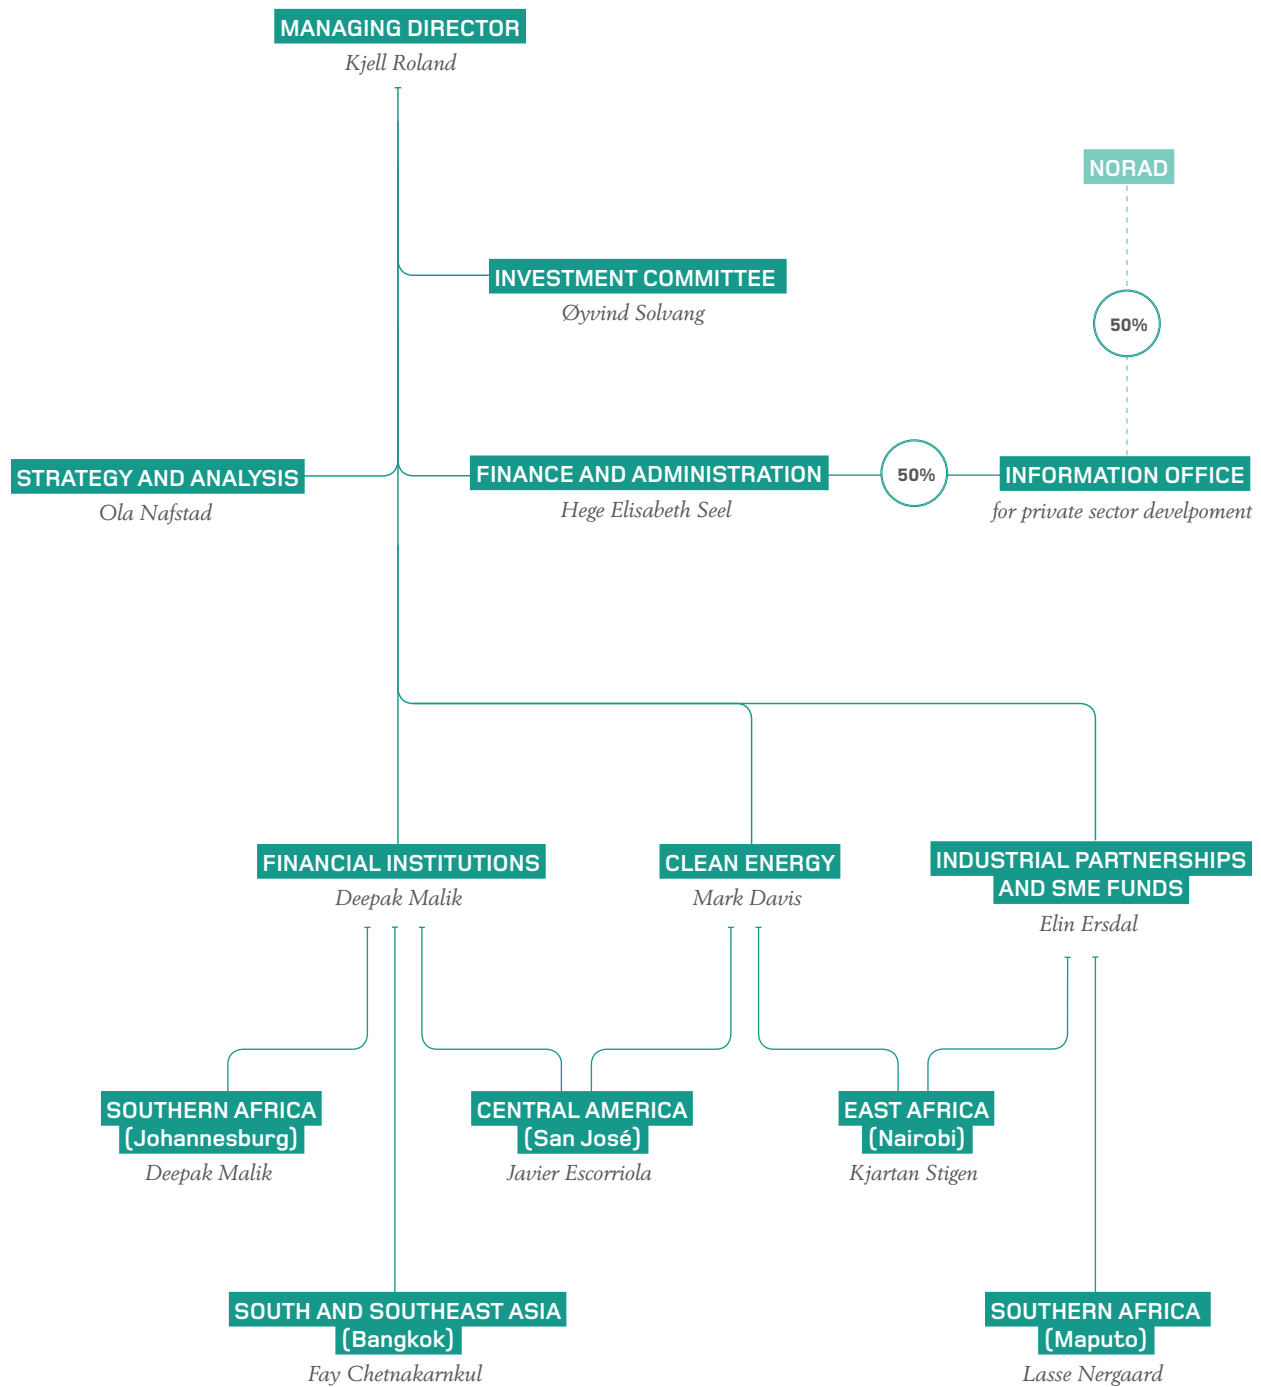 MANAGING DIRECTOR
Kjell Roland
NORAD
INVESTMENT COMMITTEE
Øyvind Solvang
50%
STRATEGY AND ANALYSIS
Ola Nafstad
FINANCE AND ADMINISTRATION
Hege Elisabeth Seel
50%
INFORMATION OFFICE
for private sector develpoment
FINANCIAL INSTITUTIONS
Deepak Malik
CLEAN ENERGY
Mark Davis
INDUSTRIAL PARTNERSHIPS
AND SME FUNDS
Elin Ersdal
SOUTHERN AFRICA
(Johannesburg)
Deepak Malik
CENTRAL AMERICA
(San José)
Javier Escorriola
EAST AFRICA
(Nairobi)
Kjartan Stigen
SOUTH AND SOUTHEAST ASIA
(Bangkok)
Fay Chetnakarnkul
SOUTHERN AFRICA
(Maputo)
Lasse Nergaard